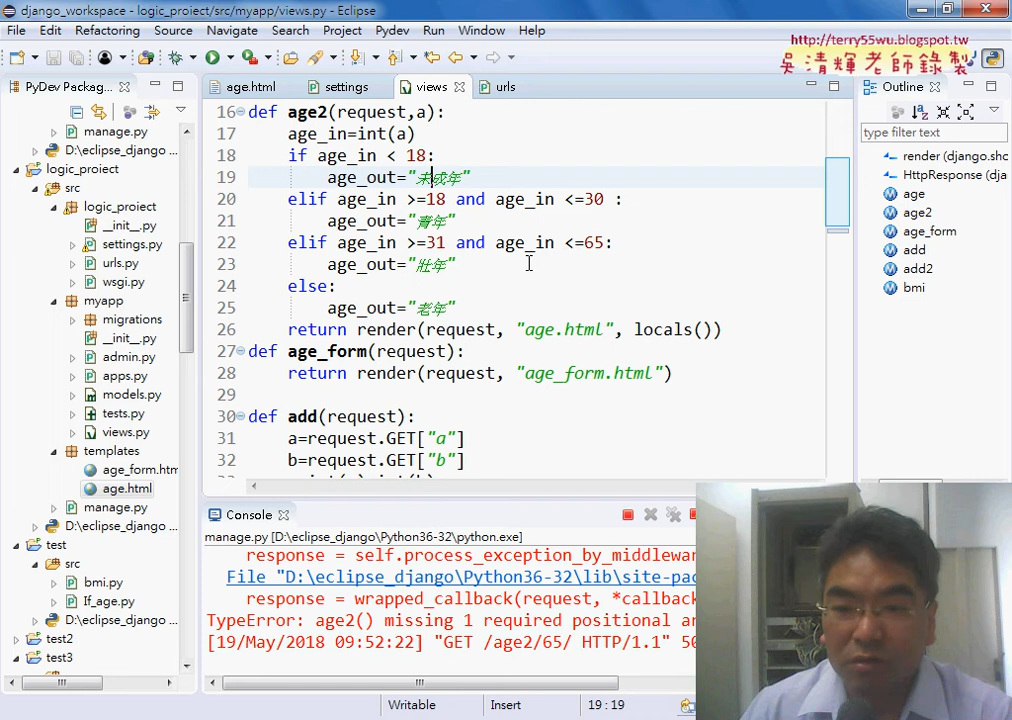 django_workspace - logic_proiect/src/myapp/views.py - Eclipse
File Edit Refactoring Source Navigate Search Project Pydev Run Window Help
http://terry55wu.blogspot.tw
吳清輝老師錄製
PyDev Packag...
age.html
settings
views
urls
Outline
manage.py
D:\eclipse_django ...
logic_project
src
logic_proiect
__init__.py
settings.py
urls.py
wsgi.py
myapp
migrations
__init__.py
admin.py
apps.py
models.py
tests.py
views.py
templates
age_form.htm
age.html
manage.py
D:\eclipse_django ...
test
src
bmi.py
If_age.py
D:\eclipse_django ...
test2
test3
16 def age2(request,a):
17 age_in=int(a)
18 if age_in < 18:
19 age_out="未成年"
20 elif age_in >=18 and age_in <=30 :
21 age_out="青年"
22 elif age_in >=31 and age_in <=65:
23 age_out="壯年"
24 else:
25 age_out="老年"
26 return render(request, "age.html", locals())
27 def age_form(request):
28 return render(request, "age_form.html")
29
30 def add(request):
31 a=request.GET["a"]
32 b=request.GET["b"]
type filter text
render (django.shc
HttpResponse (dja
age
age2
age_form
add
add2
bmi
Console
manage.py [D:\eclipse_django\Python36-32\python.exe]
response = self.process_exception_by_middlewar
File "D:\eclipse_django\Python36-32\lib\site-pac
response = wrapped_callback(request, *callback
TypeError: age2() missing 1 required positional ar
[19/May/2018 09:52:22] "GET /age2/65/ HTTP/1.1" 50
Writable
Insert
19 : 19